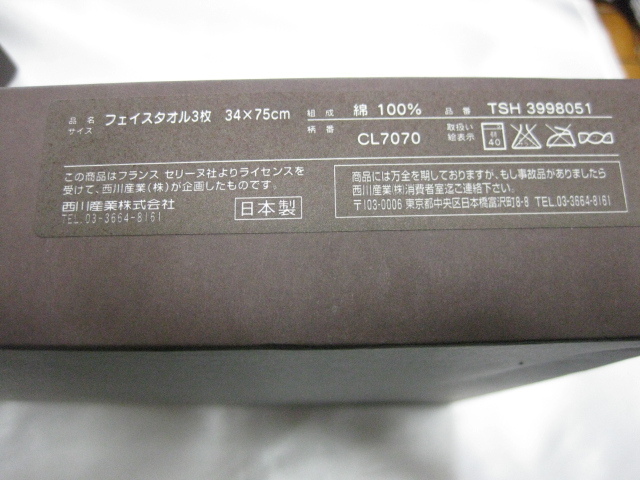 品名 フェイスタオル3枚 34×75cm 組成 綿 100% 品番 TSH 3998051
サイズ 柄番 CL7070 取扱い絵表示 40
この商品はフランス セリーヌ社よりライセンスを
受けて、西川産業(株)が企画したものです。
西川産業株式会社
TEL.03-3664-8161
日本製
商品には万全を期しておりますが、もし事故品がありましたら
西川産業(株)消費者室迄ご連絡下さい。
〒103-0006 東京都中央区日本橋富沢町8-8 TEL.03-3664-8161